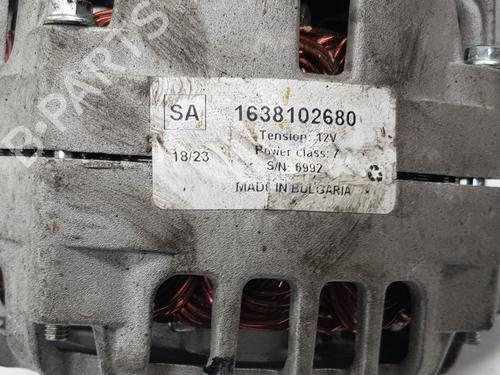 B-PARTS
SA 1638102680
Tension: 12V
18/23 Power class: 7
S/N: 6992
MADE IN BULGARIA